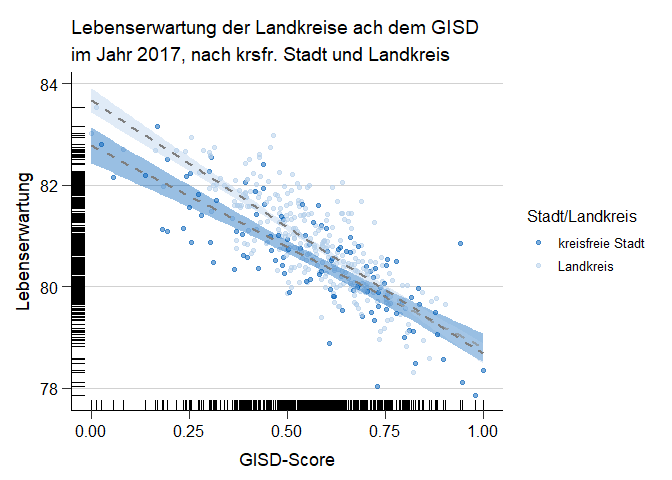 Lebenserwartung der Landkreise ach dem GISD
im Jahr 2017, nach krsfr. Stadt und Landkreis
84
82
80
78
Lebenserwartung
0.00 0.25 0.50 0.75 1.00
GISD-Score
Stadt/Landkreis
kreisfreie Stadt
Landkreis